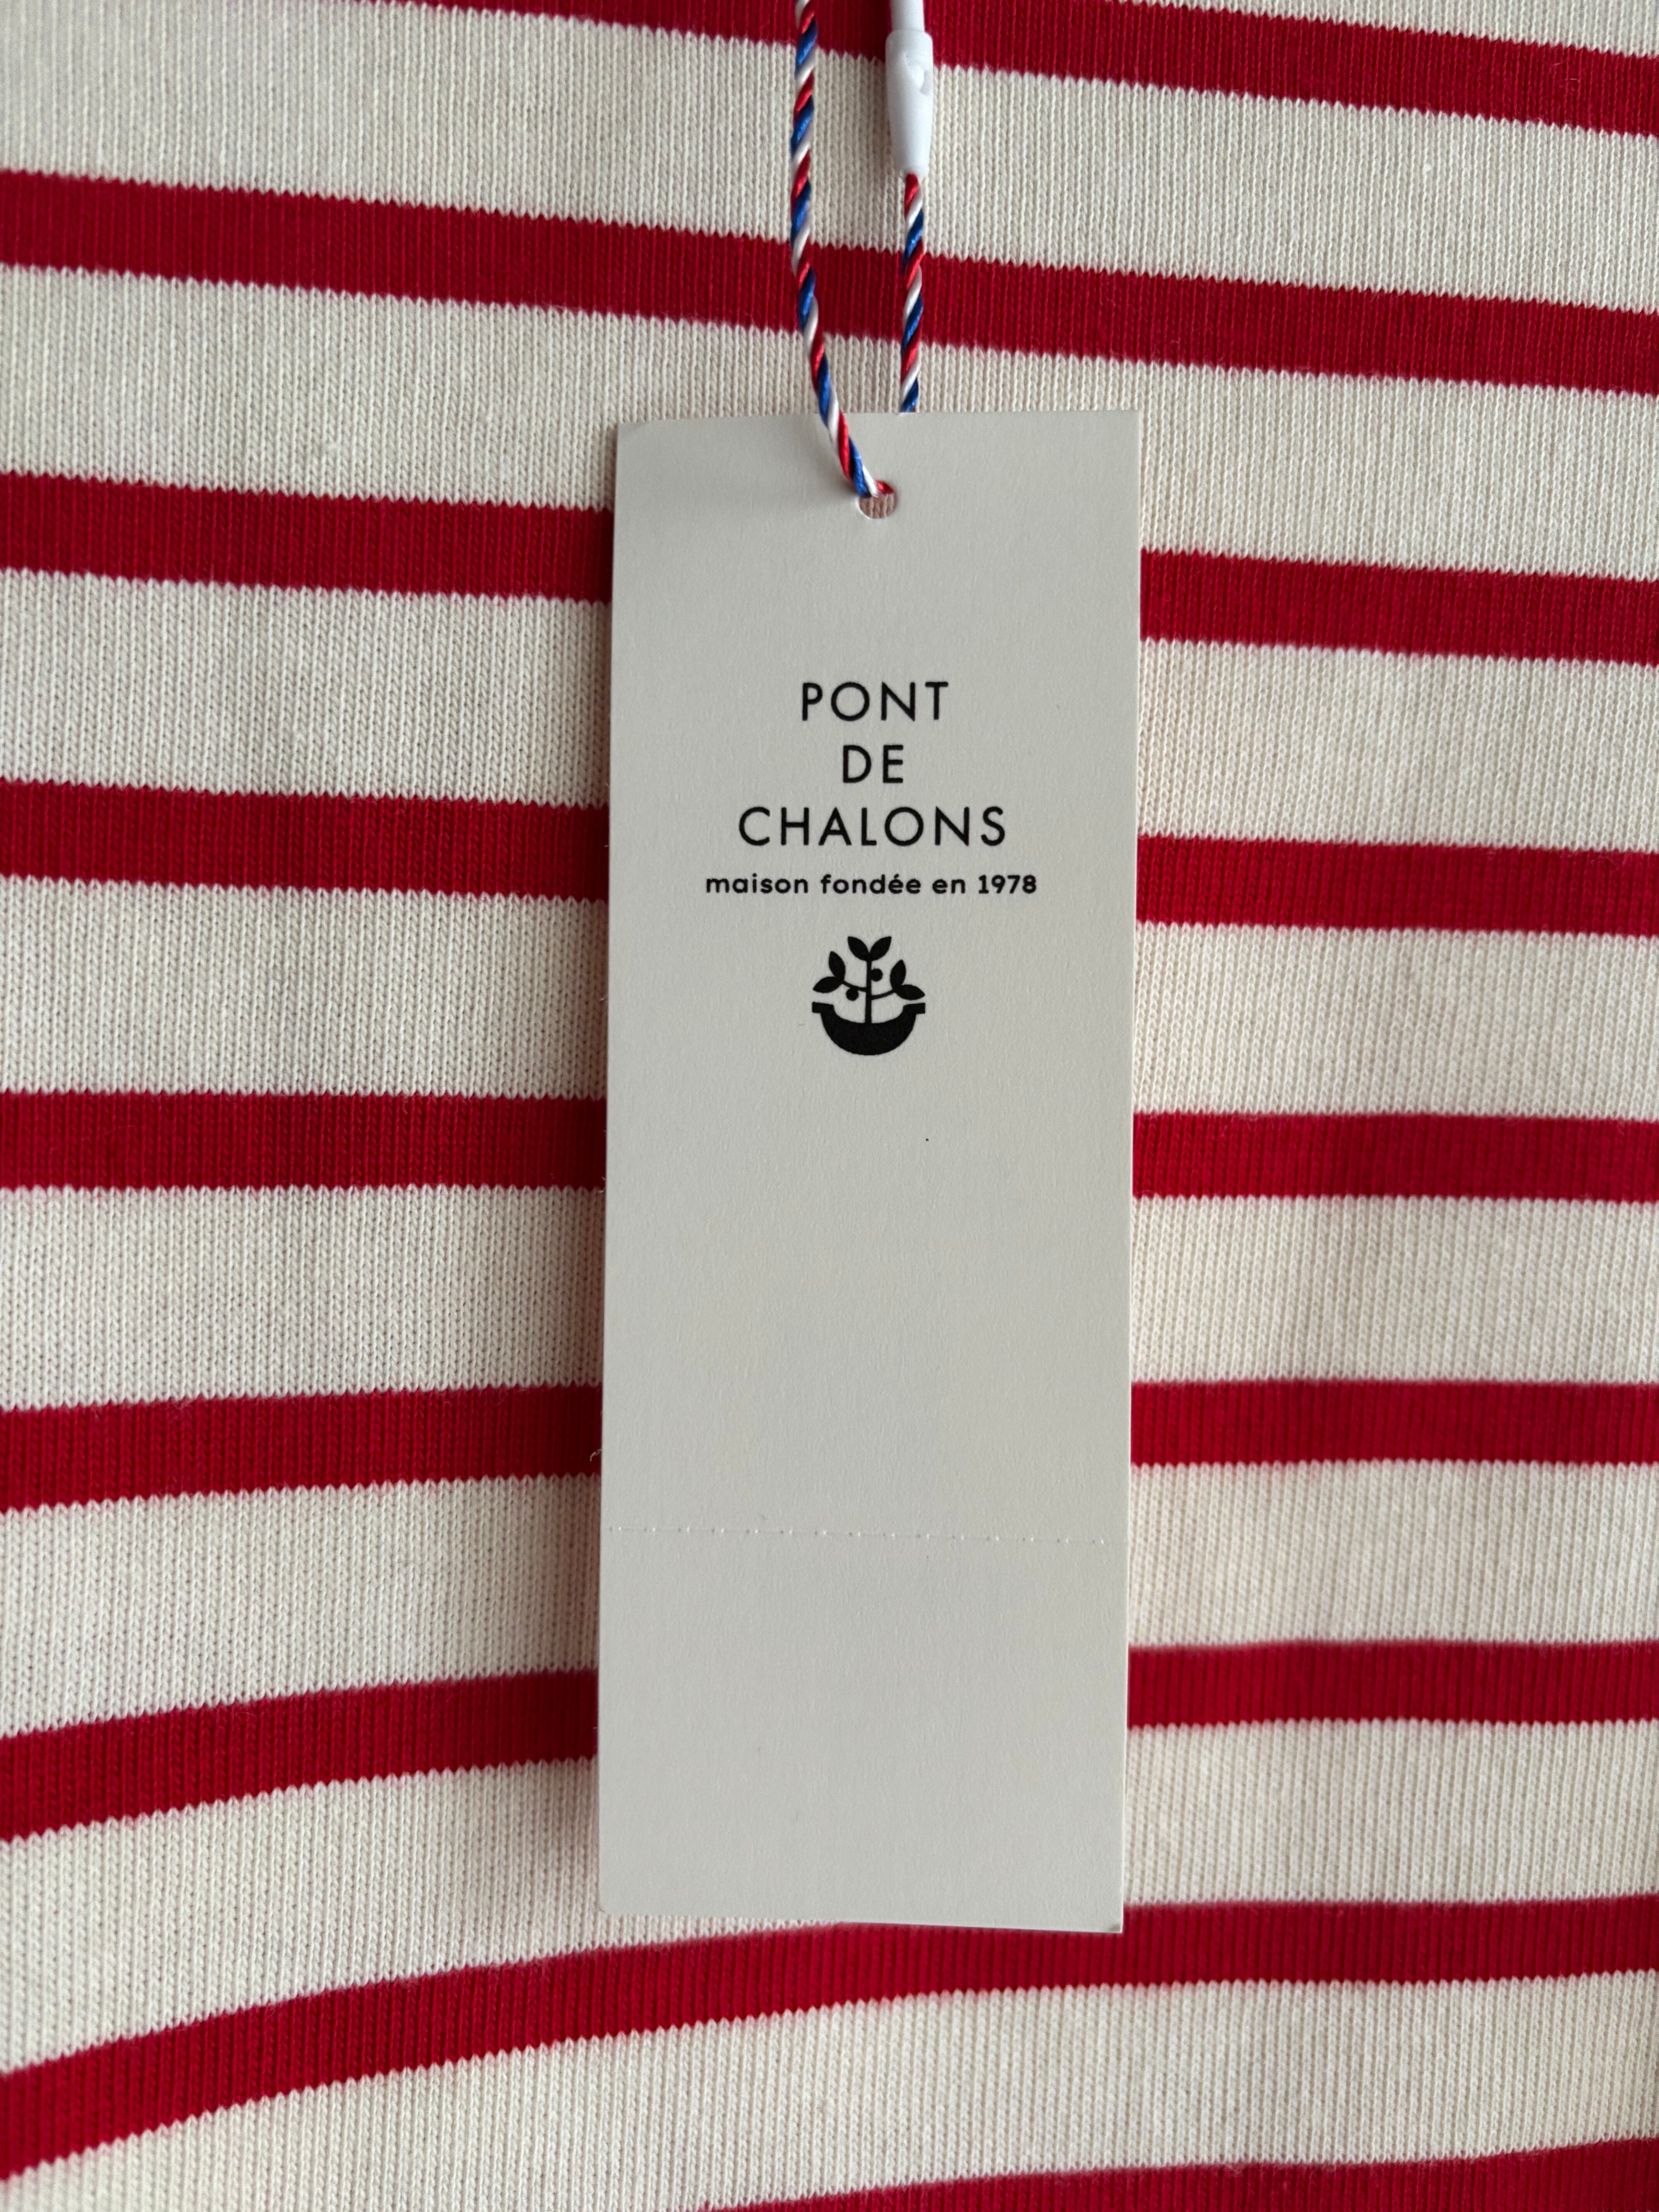 PONT
DE
CHALONS
maison fondée en 1978